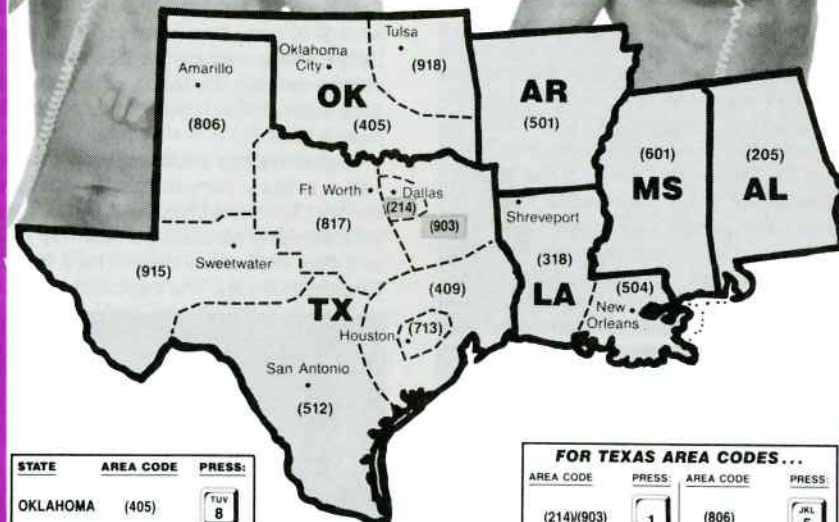 Tulsa
Oklahoma
City
(918)
Amarillo
OK
AR
(806)
(405)
(501)
(601)
(205)
Ft. Worth
Dallas
MS
AL
(214)
(903)
Shreveport
(817)
(915)
Sweetwater
(318)
(409)
LA
(504)
TX
New
Orleans
Houston
(713)
San Antonio
(512)
STATE AREA CODE PRESS:
OKLAHOMA (405) TUV 8
FOR TEXAS AREA CODES...
AREA CODE PRESS: AREA CODE PRESS:
(214)/(903) 1 (806) JKL 5